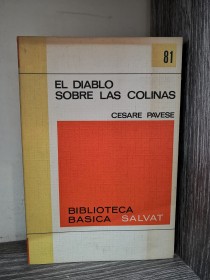 81
EL DIABLO
SOBRE LAS COLINAS
CESARE PAVESE
BIBLIOTECA
BASICA SALVAT